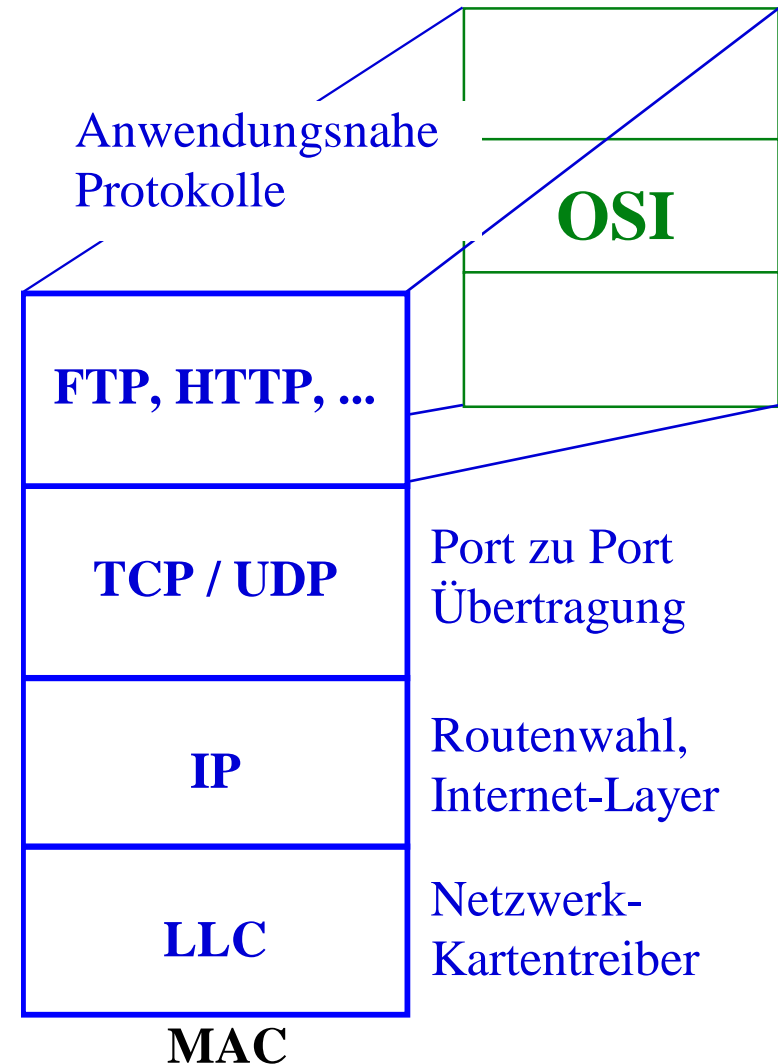 Anwendungsnahe
Protokolle
OSI
FTP, HTTP, ...
TCP / UDP
Port zu Port
Übertragung
IP
Routenwahl,
Internet-Layer
LLC
Netzwerk-
Kartentreiber
MAC